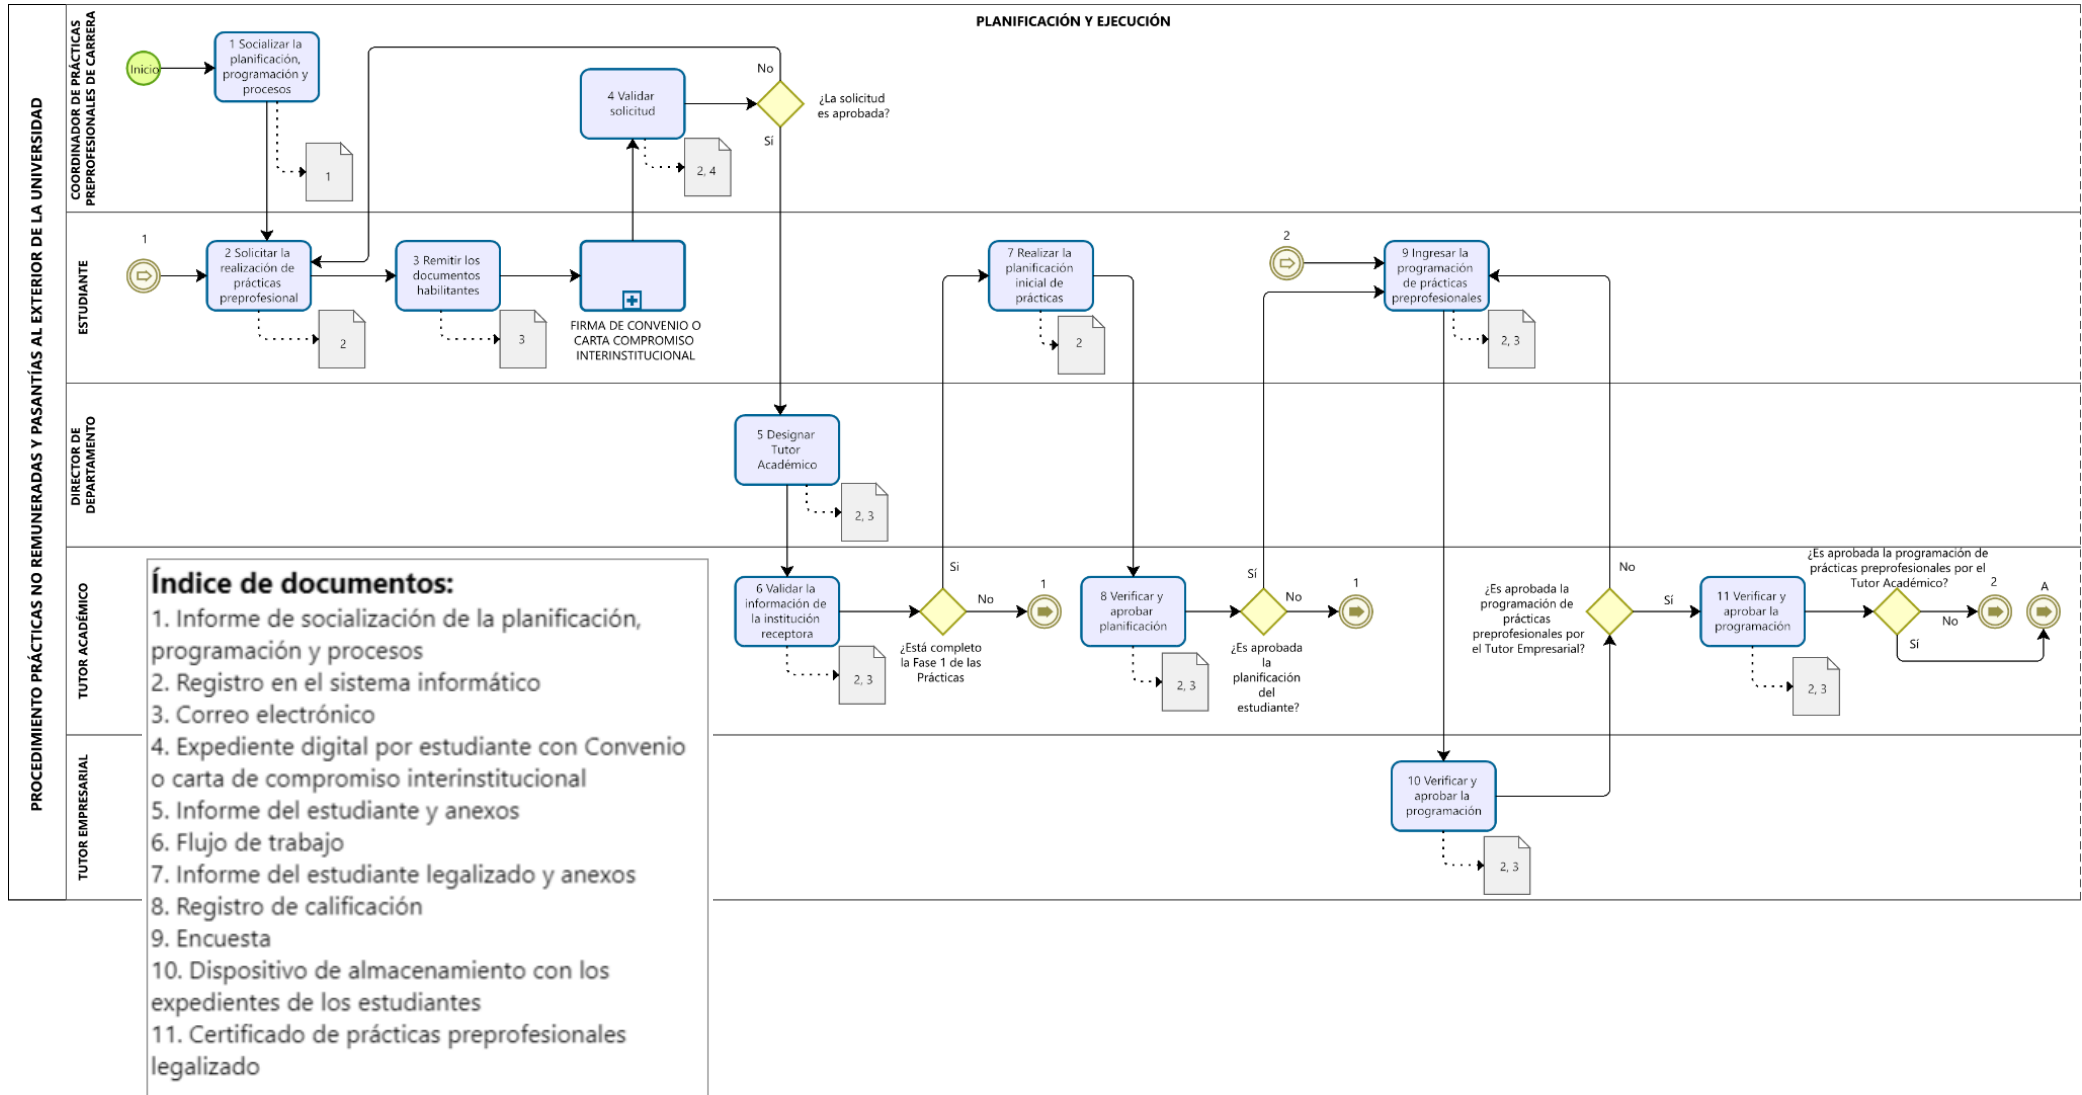 PLANIFICACIÓN Y EJECUCIÓN
PROCEDIMIENTO PRÁCTICAS NO REMUNERADAS Y PASANTÍAS AL EXTERIOR DE LA UNIVERSIDAD
COORDINADOR DE PRÁCTICAS
PREPROFESIONALES DE CARRERA
Inicio
1 Socializar la
planificación,
programación y
procesos
1
4 Validar
solicitud
2, 4
No
¿La solicitud
es aprobada?
Sí
ESTUDIANTE
1
2 Solicitar la
realización de
prácticas
preprofesional
2
3 Remitir los
documentos
habilitantes
3
FIRMA DE CONVENIO O
CARTA COMPROMISO
INTERINSTITUCIONAL
7 Realizar la
planificación
inicial de
prácticas
2
2
9 Ingresar la
programación
de prácticas
preprofesionales
2, 3
DIRECTOR DE
DEPARTAMENTO
5 Designar
Tutor
Académico
2, 3
TUTOR ACADÉMICO
6 Validar la
información de
la institución
receptora
2, 3
Si
No
¿Está completo
la Fase 1 de las
Prácticas
1
8 Verificar y
aprobar
planificación
2, 3
Sí
No
¿Es aprobada
la
planificación
del
estudiante?
1
¿Es aprobada la
programación de
prácticas
preprofesionales por
el Tutor Empresarial?
No
Sí
11 Verificar y
aprobar la
programación
2, 3
¿Es aprobada la programación de
prácticas preprofesionales por el
Tutor Académico?
No
Sí
2
A
TUTOR EMPRESARIAL
10 Verificar y
aprobar la
programación
2, 3
Índice de documentos:
1. Informe de socialización de la planificación,
programación y procesos
2. Registro en el sistema informático
3. Correo electrónico
4. Expediente digital por estudiante con Convenio
o carta de compromiso interinstitucional
5. Informe del estudiante y anexos
6. Flujo de trabajo
7. Informe del estudiante legalizado y anexos
8. Registro de calificación
9. Encuesta
10. Dispositivo de almacenamiento con los
expedientes de los estudiantes
11. Certificado de prácticas preprofesionales
legalizado